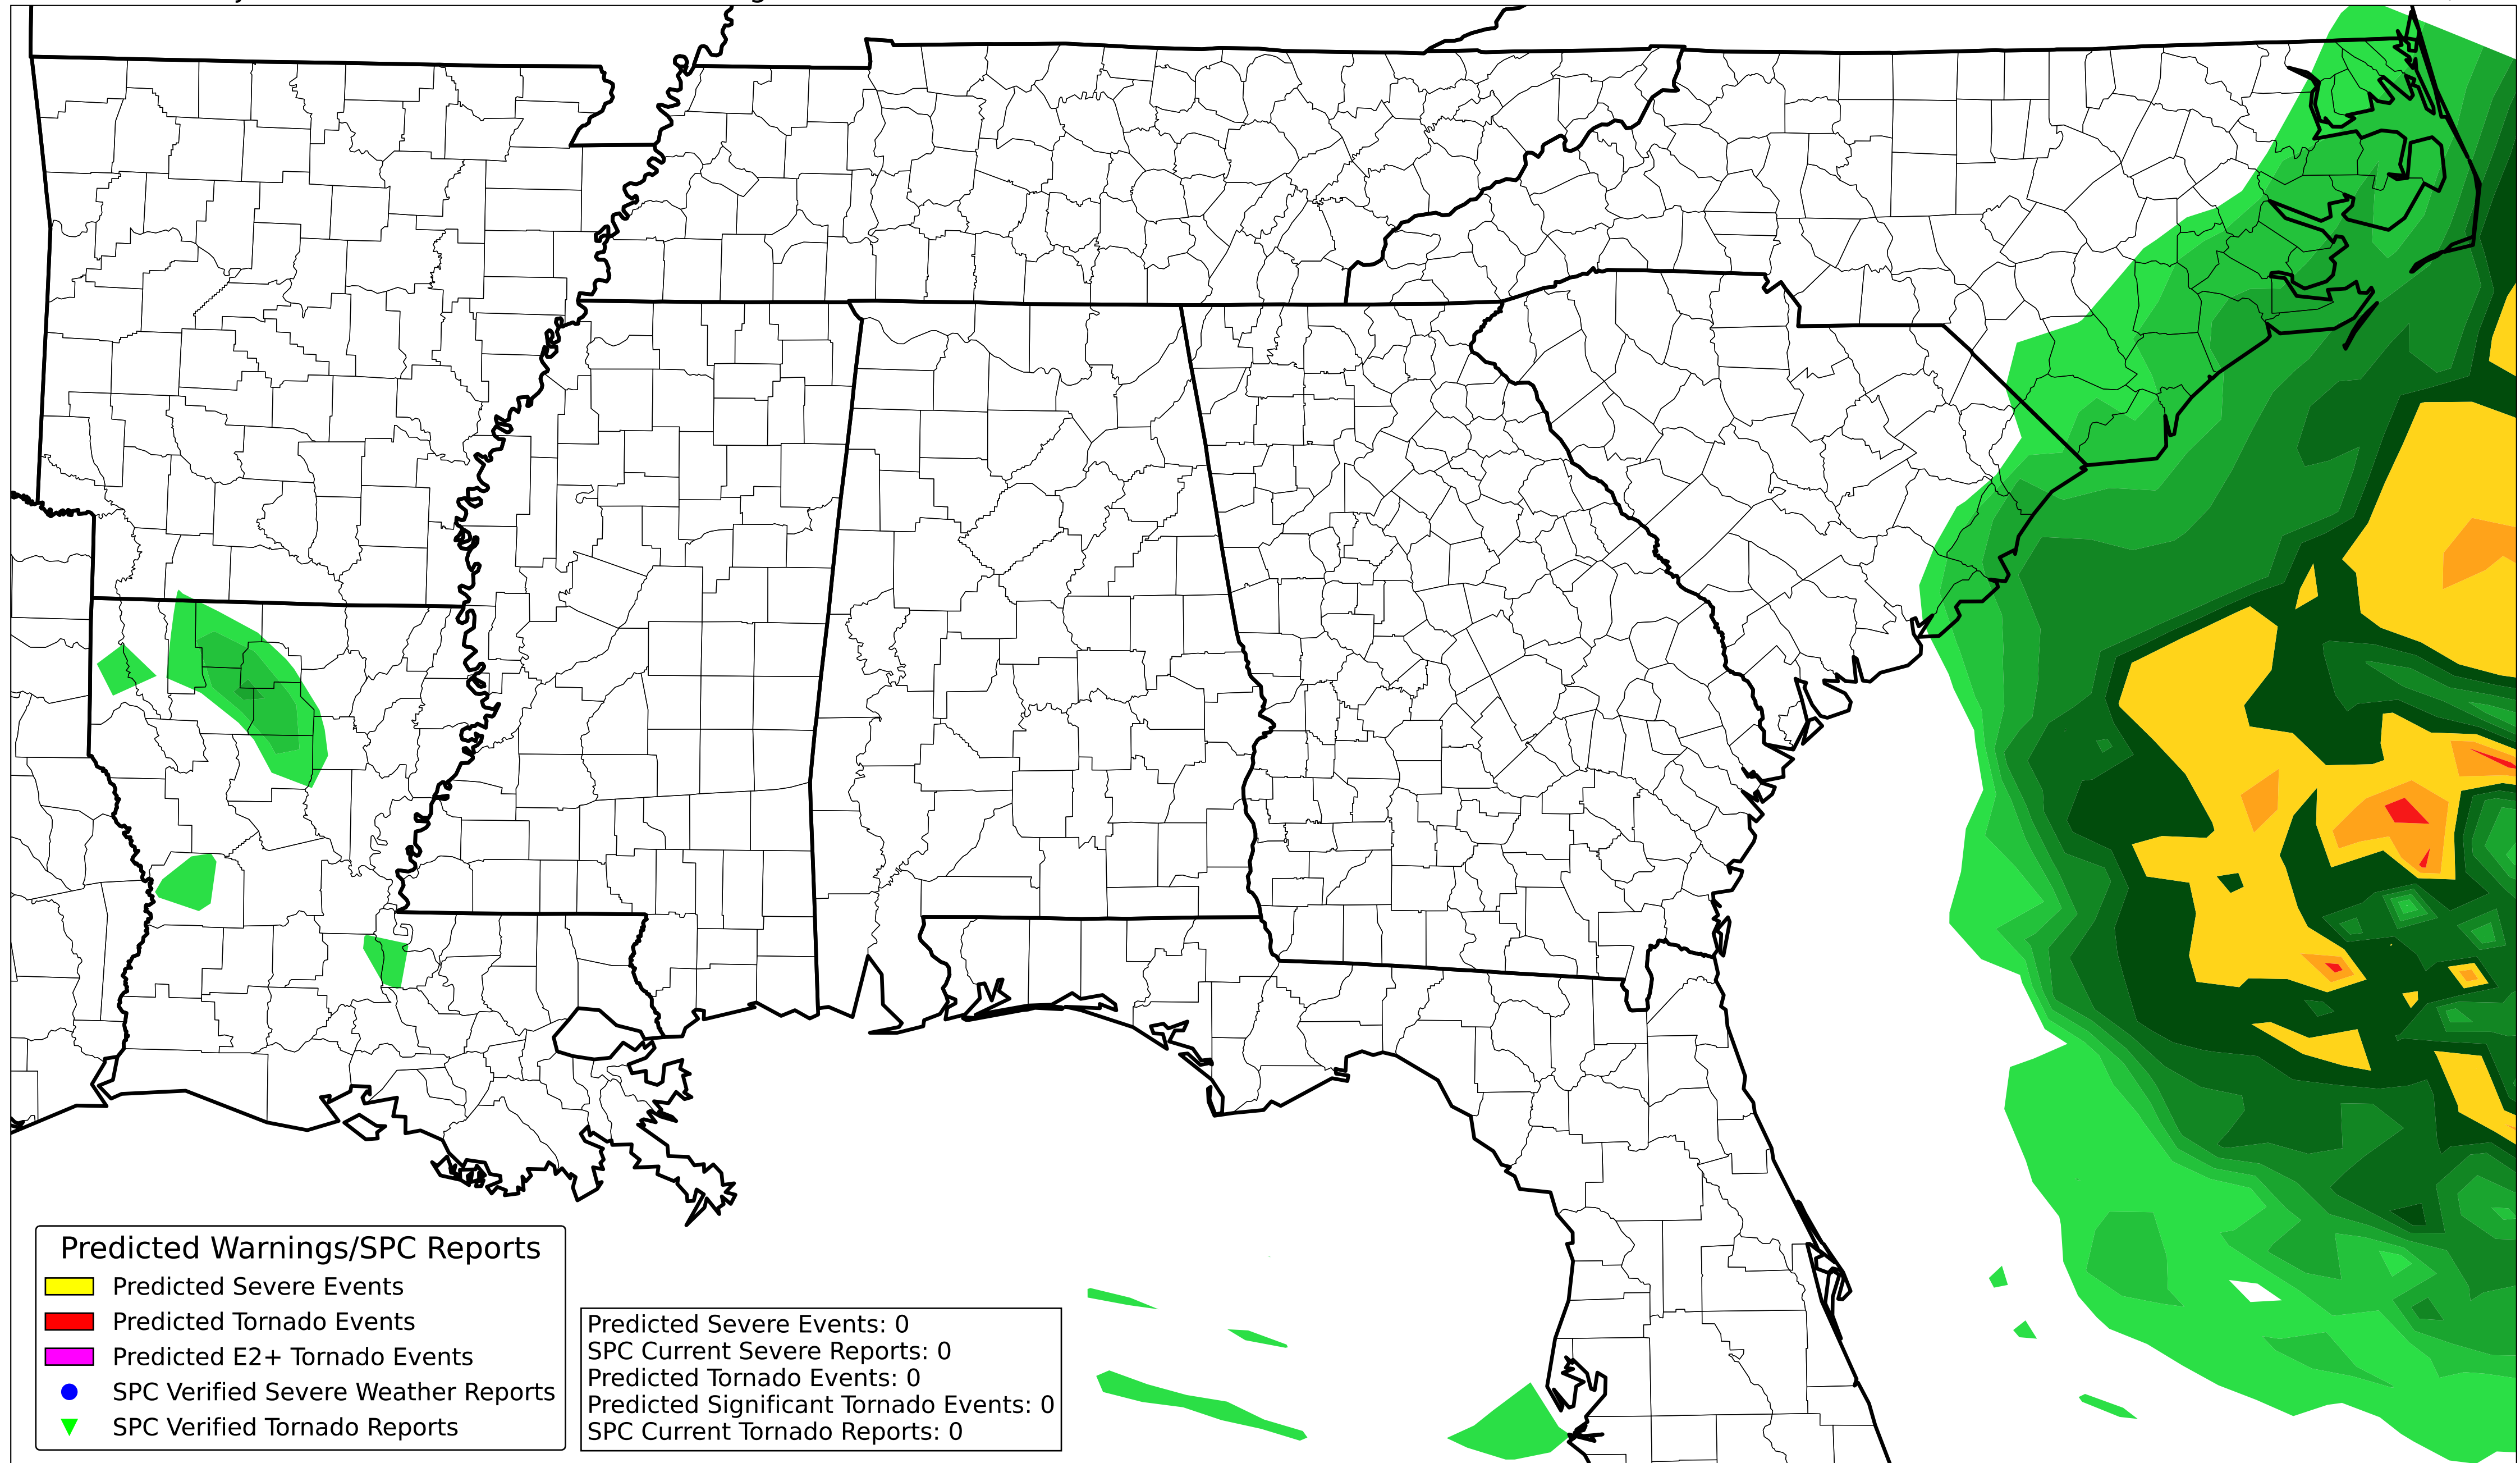 Predicted Warnings/SPC Reports
Predicted Severe Events
Predicted Tornado Events
Predicted E2+ Tornado Events
SPC Verified Severe Weather Reports
SPC Verified Tornado Reports
Predicted Severe Events: 0
SPC Current Severe Reports: 0
Predicted Tornado Events: 0
Predicted Significant Tornado Events: 0
SPC Current Tornado Reports: 0